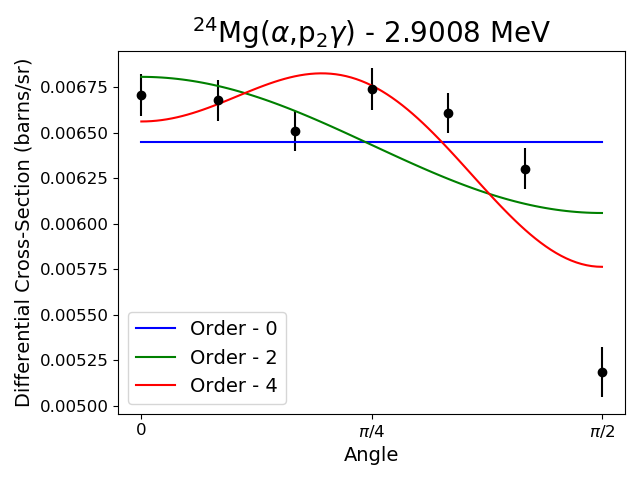 ²⁴Mg(α,p₂γ) - 2.9008 MeV
Differential Cross-Section (barns/sr)
0.00675
0.00650
0.00625
0.00600
0.00575
0.00550
0.00525
0.00500
Order - 0
Order - 2
Order - 4
0
π/4
π/2
Angle